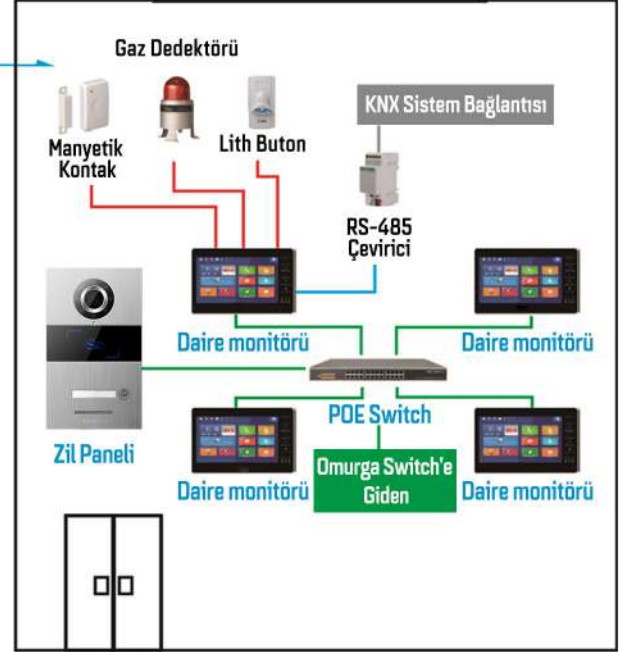 Gaz Dedektörü
KNX Sistem Bağlantısı
Manyetik
Kontak
Lith Buton
RS-485
Çevirici
Daire monitörü
Daire monitörü
POE Switch
Zil Paneli
Daire monitörü
Omurga Switch'e
Giden
Daire monitörü